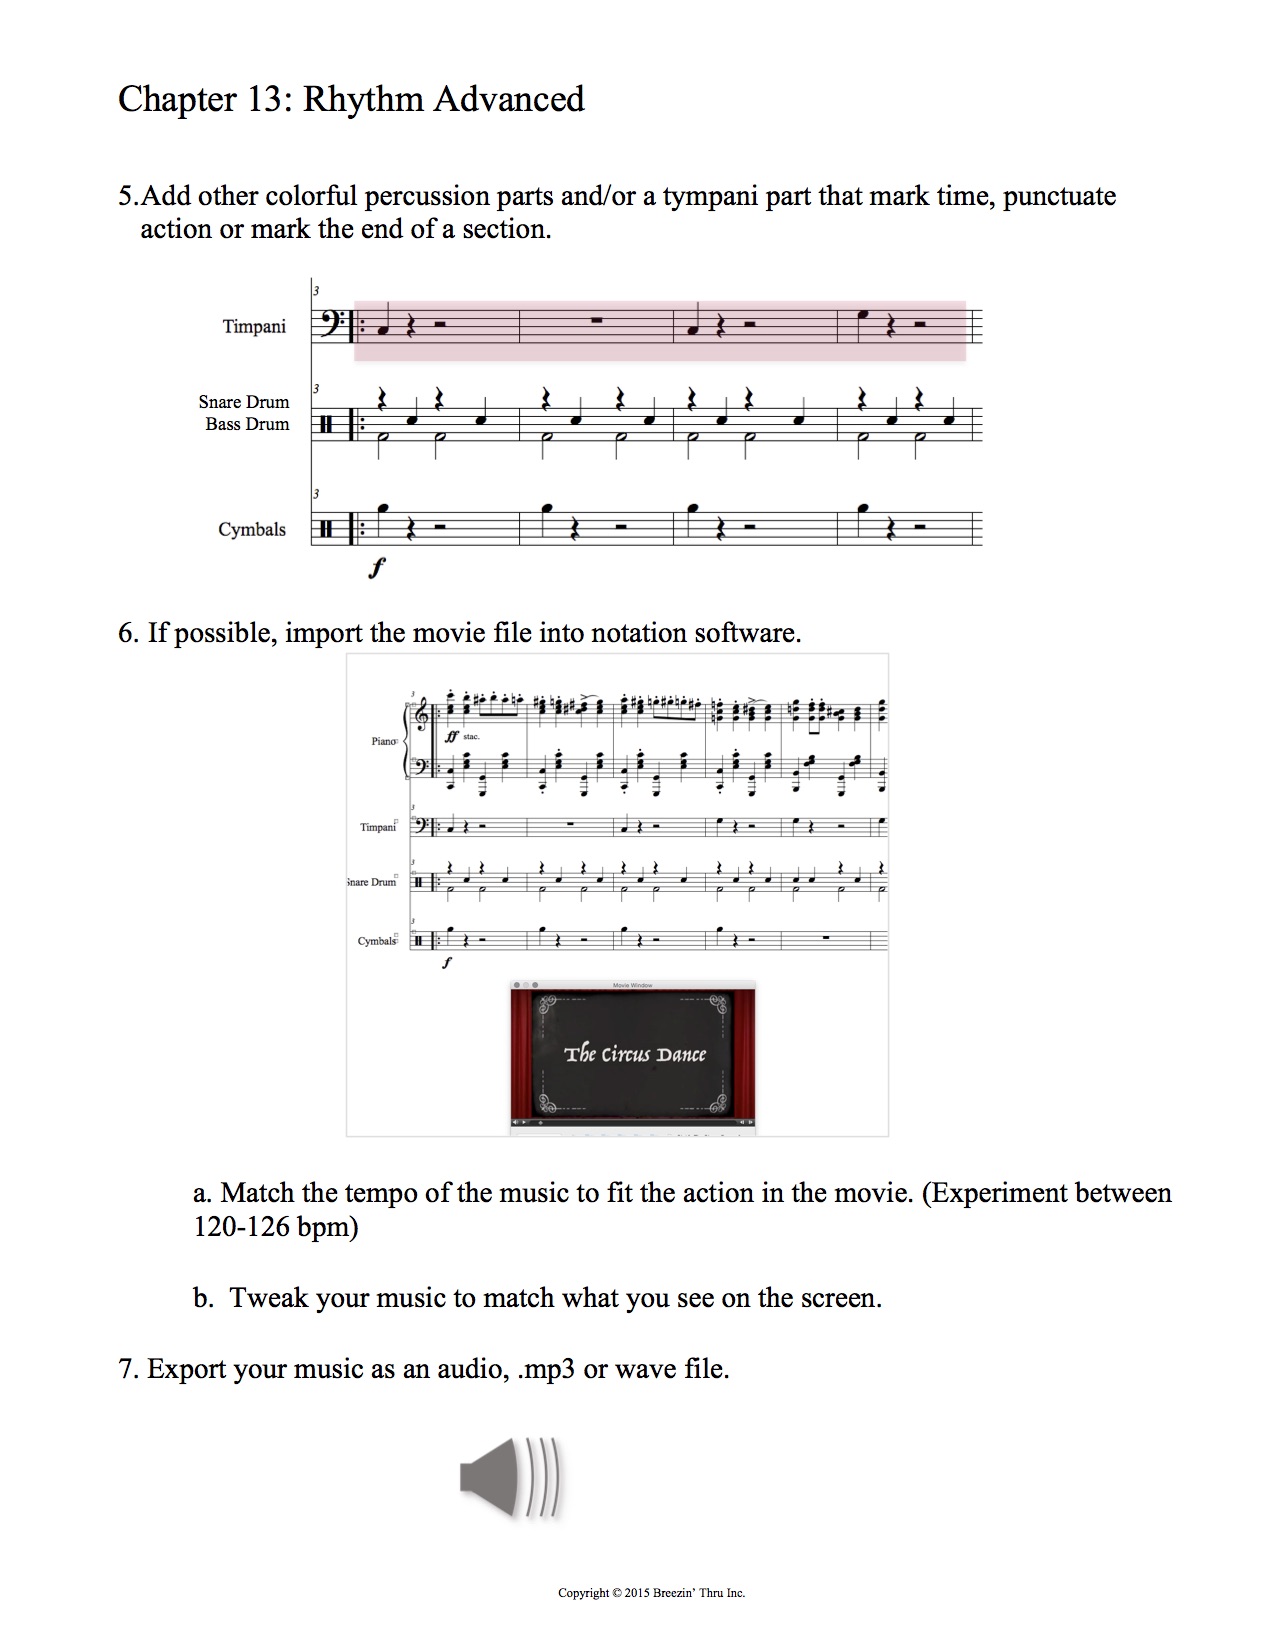 Chapter 13: Rhythm Advanced
5.Add other colorful percussion parts and/or a tympani part that mark time, punctuate
action or mark the end of a section.
3
Timpani
3
Snare Drum
Bass Drum
3
Cymbals
f
6. If possible, import the movie file into notation software.
3
Piano
ff stac.
3
Timpani
3
Snare Drum
3
Cymbals
f
Movie Window
The Circus Dance
a. Match the tempo of the music to fit the action in the movie. (Experiment between
120-126 bpm)
b. Tweak your music to match what you see on the screen.
7. Export your music as an audio, .mp3 or wave file.
Copyright © 2015 Breezin’ Thru Inc.